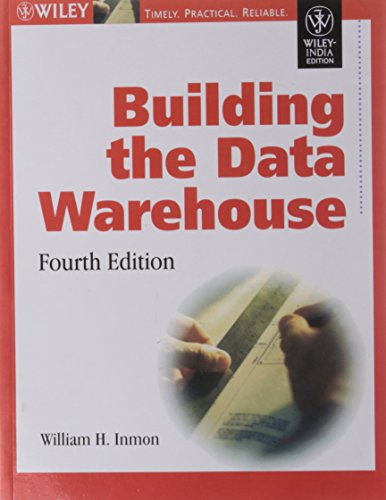 WILEY
TIMELY. PRACTICAL. RELIABLE.
WILEY-
INDIA
EDITION
Building
the Data
Warehouse
Fourth Edition
William H. Inmon